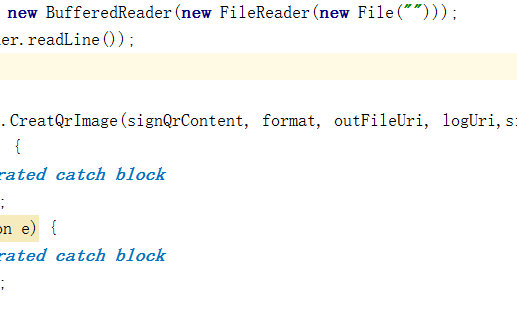 new BufferedReader(new FileReader(new File("")));
er.readLine());
.CreatQrImage(signQrContent, format, outFileUri, logUri,si
{
rated catch block
;
on e) {
rated catch block
;